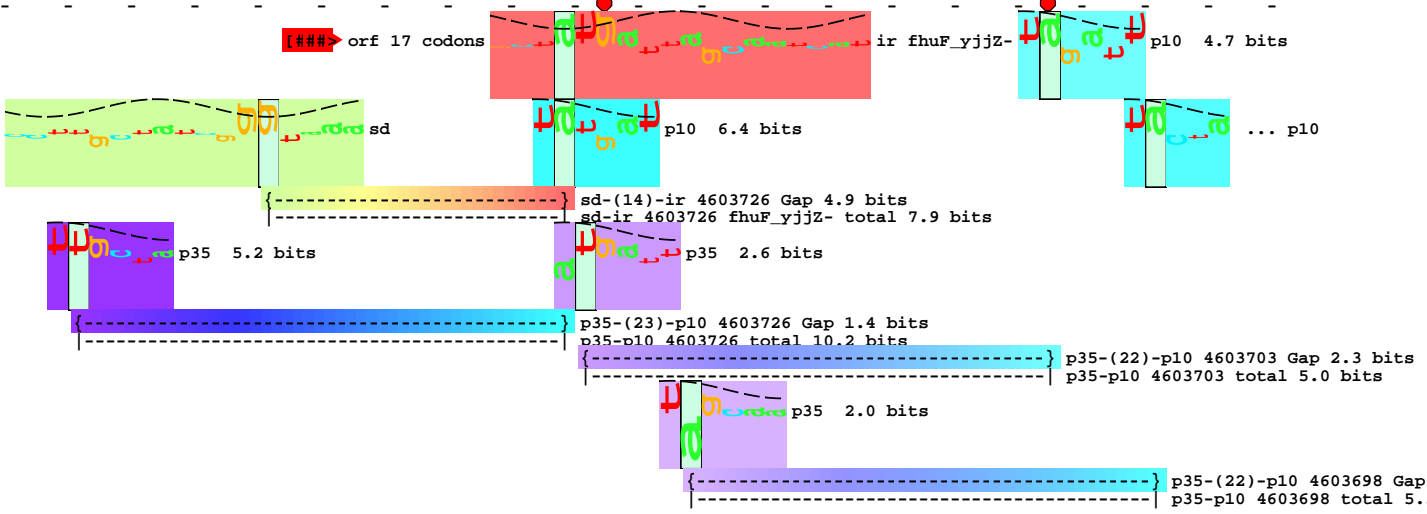 [###> orf 17 codons
ir fhuF_yjjZ-
p10 4.7 bits
sd
p10 6.4 bits
... p10
sd-(14)-ir 4603726 Gap 4.9 bits
sd-ir 4603726 fhuF_yjjZ- total 7.9 bits
p35 5.2 bits
p35 2.6 bits
p35-(23)-p10 4603726 Gap 1.4 bits
p35-p10 4603726 total 10.2 bits
p35-(22)-p10 4603703 Gap 2.3 bits
p35-p10 4603703 total 5.0 bits
p35 2.0 bits
p35-(22)-p10 4603698 Gap
p35-p10 4603698 total 5.